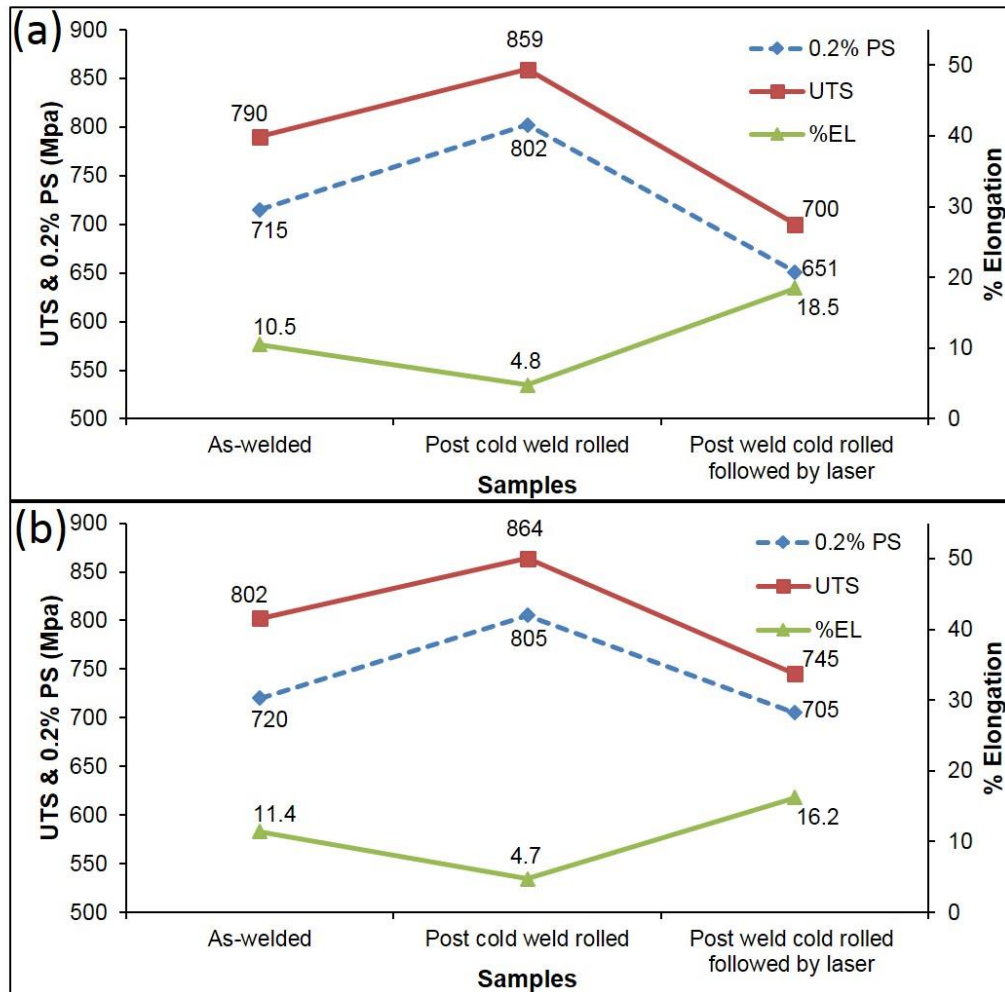 (a)
900
850
800
750
700
650
600
550
500
UTS & 0.2% PS (Mpa)
790
859
700
715
802
651
10.5
4.8
18.5
0.2% PS
UTS
%EL
50
40
30
20
10
0
% Elongation
As-welded
Post cold weld rolled
Post weld cold rolled
followed by laser
Samples
(b)
900
850
800
750
700
650
600
550
500
UTS & 0.2% PS (Mpa)
802
864
745
720
805
705
11.4
4.7
16.2
0.2% PS
UTS
%EL
50
40
30
20
10
0
% Elongation
As-welded
Post cold weld rolled
Post weld cold rolled
followed by laser
Samples